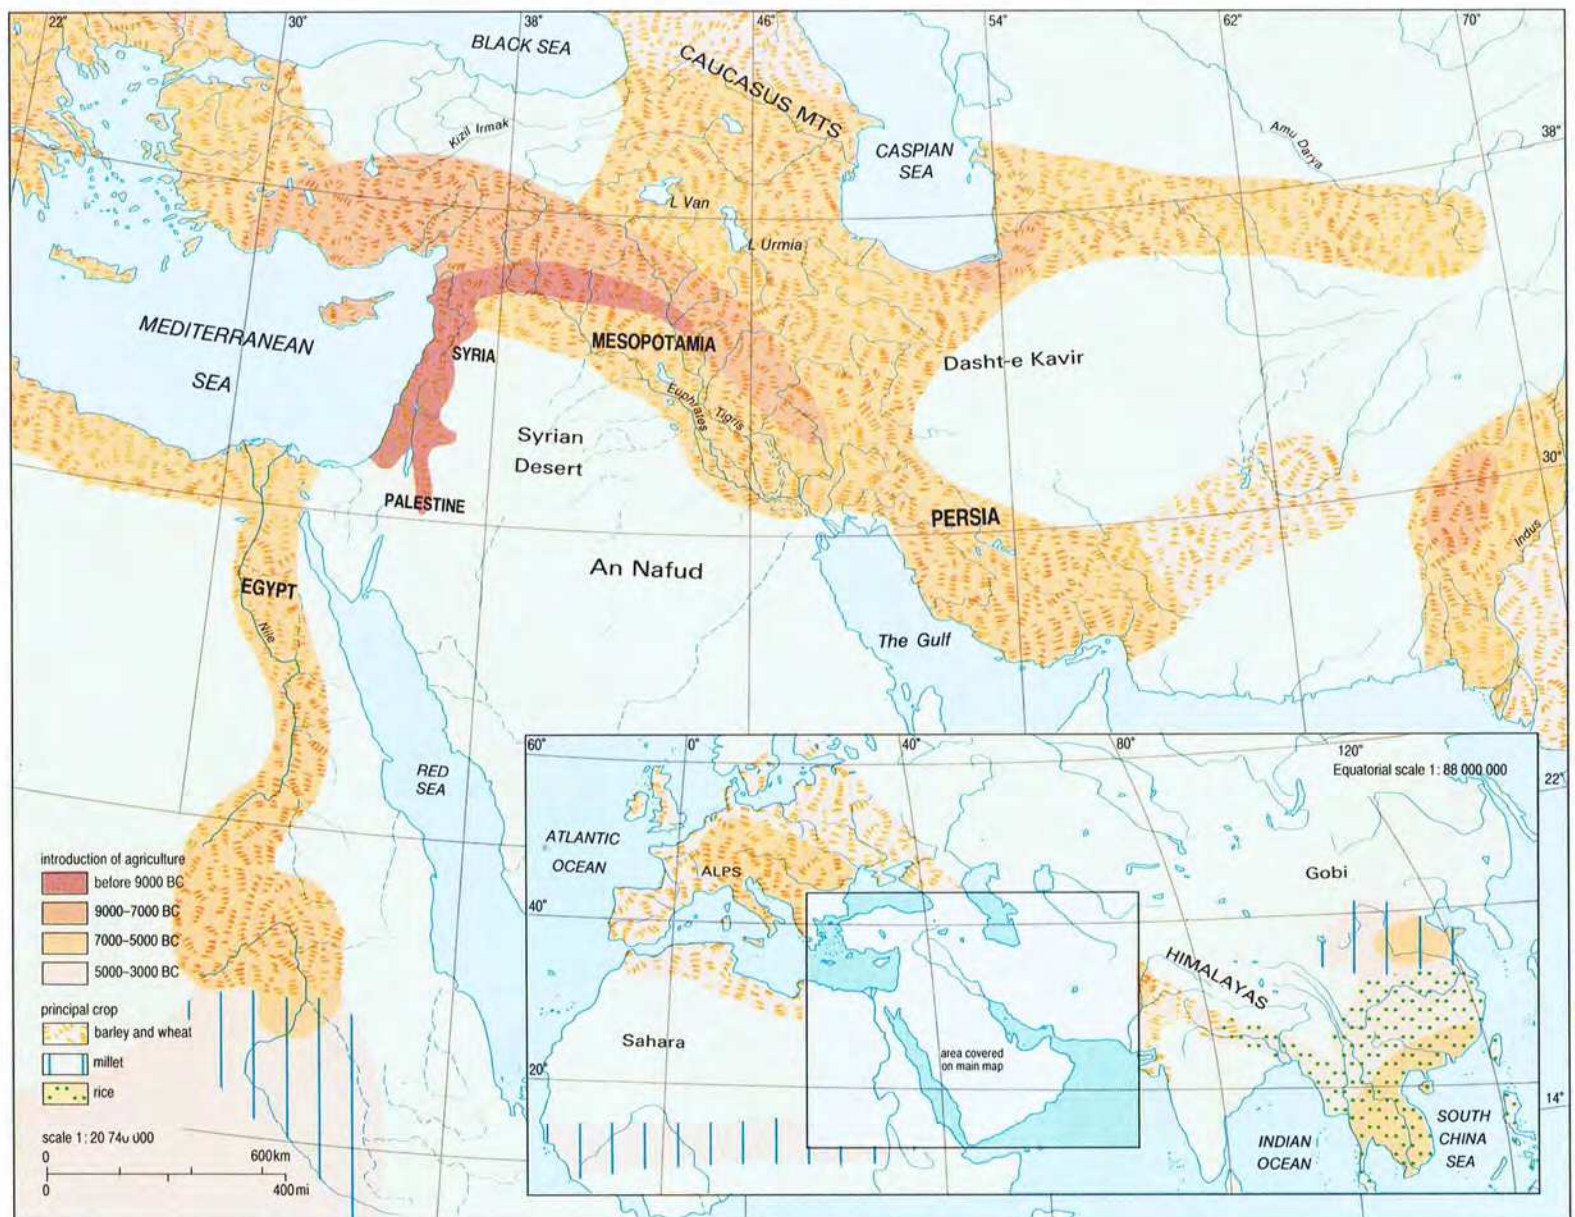 22°
30°
38°
46°
54°
62°
70°
BLACK SEA
CAUCASUS MTS
Kizil Irmak
CASPIAN
SEA
Amu Darya
38°
L Van
L Urmia
MEDITERRANEAN
SEA
SYRIA
MESOPOTAMIA
Dasht-e Kavir
Euphrates
Tigris
Syrian
Desert
30°
PALESTINE
PERSIA
Indus
An Nafud
EGYPT
Nile
The Gulf
RED
SEA
22°
14°
introduction of agriculture
before 9000 BC
9000–7000 BC
7000–5000 BC
5000–3000 BC
principal crop
barley and wheat
millet
rice
scale 1: 20 740 000
0
600km
0
400mi
60°
0°
40°
80°
120°
Equatorial scale 1: 88 000 000
ATLANTIC
OCEAN
ALPS
Gobi
40°
HIMALAYAS
Sahara
area covered
on main map
20°
INDIAN
OCEAN
SOUTH
CHINA
SEA